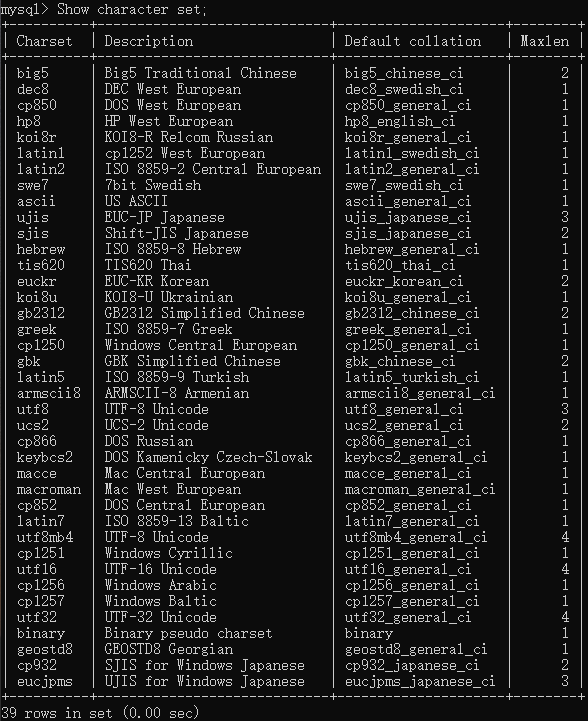 mysql> Show character set;
+----------+---------------------------------+---------------------+--------+
| Charset | Description | Default collation | Maxlen |
+----------+---------------------------------+---------------------+--------+
| big5 | Big5 Traditional Chinese | big5_chinese_ci | 2 |
| dec8 | DEC West European | dec8_swedish_ci | 1 |
| cp850 | DOS West European | cp850_general_ci | 1 |
| hp8 | HP West European | hp8_english_ci | 1 |
| koi8r | KOI8-R Relcom Russian | koi8r_general_ci | 1 |
| latin1 | cp1252 West European | latin1_swedish_ci | 1 |
| latin2 | ISO 8859-2 Central European | latin2_general_ci | 1 |
| swe7 | 7bit Swedish | swe7_swedish_ci | 1 |
| ascii | US ASCII | ascii_general_ci | 1 |
| ujis | EUC-JP Japanese | ujis_japanese_ci | 3 |
| sjis | Shift-JIS Japanese | sjis_japanese_ci | 2 |
| hebrew | ISO 8859-8 Hebrew | hebrew_general_ci | 1 |
| tis620 | TIS620 Thai | tis620_thai_ci | 1 |
| euckr | EUC-KR Korean | euckr_korean_ci | 2 |
| koi8u | KOI8-U Ukrainian | koi8u_general_ci | 1 |
| gb2312 | GB2312 Simplified Chinese | gb2312_chinese_ci | 2 |
| greek | ISO 8859-7 Greek | greek_general_ci | 1 |
| cp1250 | Windows Central European | cp1250_general_ci | 1 |
| gbk | GBK Simplified Chinese | gbk_chinese_ci | 2 |
| latin5 | ISO 8859-9 Turkish | latin5_turkish_ci | 1 |
| armscii8 | ARMSCII-8 Armenian | armscii8_general_ci | 1 |
| utf8 | UTF-8 Unicode | utf8_general_ci | 3 |
| ucs2 | UCS-2 Unicode | ucs2_general_ci | 2 |
| cp866 | DOS Russian | cp866_general_ci | 1 |
| keybcs2 | DOS Kamenicky Czech-Slovak | keybcs2_general_ci | 1 |
| macce | Mac Central European | macce_general_ci | 1 |
| macroman | Mac West European | macroman_general_ci | 1 |
| cp852 | DOS Central European | cp852_general_ci | 1 |
| latin7 | ISO 8859-13 Baltic | latin7_general_ci | 1 |
| utf8mb4 | UTF-8 Unicode | utf8mb4_general_ci | 4 |
| cp1251 | Windows Cyrillic | cp1251_general_ci | 1 |
| utf16 | UTF-16 Unicode | utf16_general_ci | 4 |
| cp1256 | Windows Arabic | cp1256_general_ci | 1 |
| cp1257 | Windows Baltic | cp1257_general_ci | 1 |
| utf32 | UTF-32 Unicode | utf32_general_ci | 4 |
| binary | Binary pseudo charset | binary | 1 |
| geostd8 | GEOSTD8 Georgian | geostd8_general_ci | 1 |
| cp932 | SJIS for Windows Japanese | cp932_japanese_ci | 2 |
| eucjpms | UJIS for Windows Japanese | eucjpms_japanese_ci | 3 |
+----------+---------------------------------+---------------------+--------+
39 rows in set (0.00 sec)